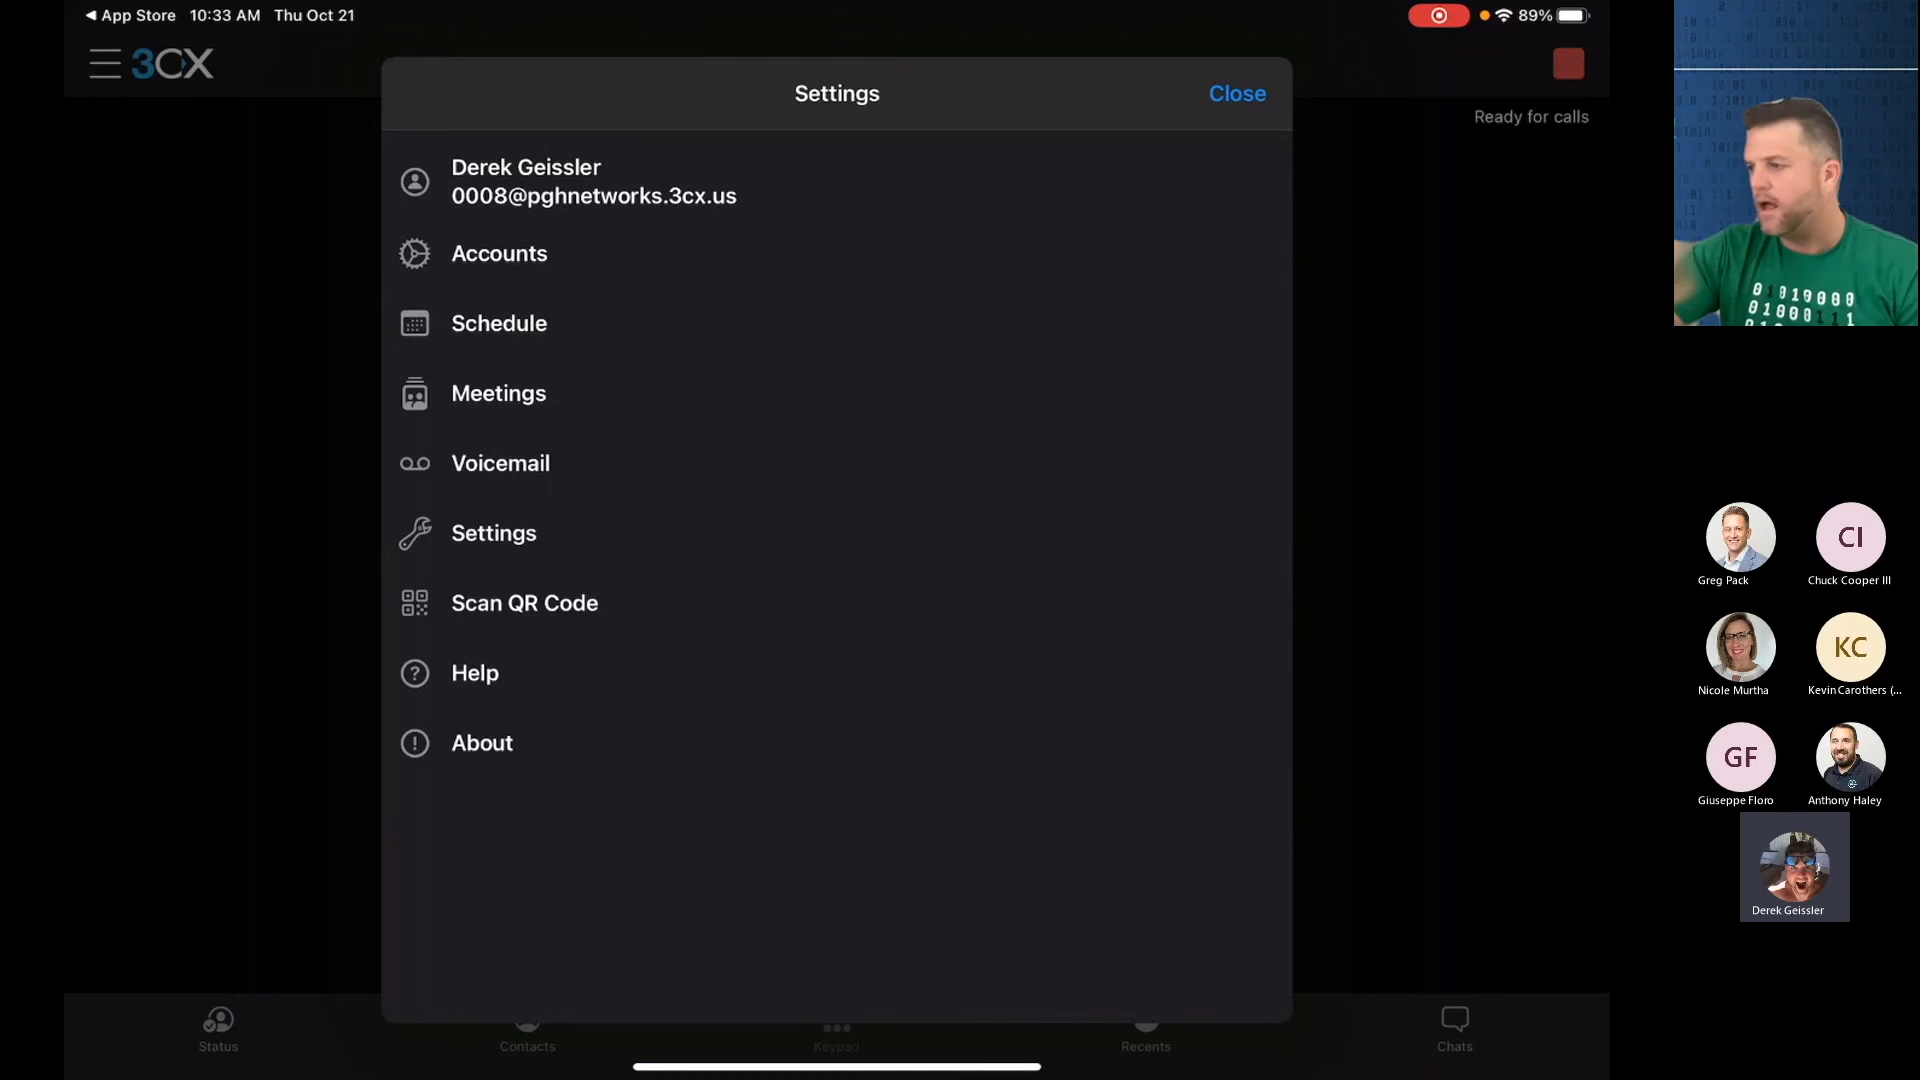 ◀ App Store 10:33 AM Thu Oct 21
89%
3CX
Settings
Close
Ready for calls
Derek Geissler
0008@pghnetworks.3cx.us
Accounts
Schedule
Meetings
Voicemail
Settings
Scan QR Code
Help
About
Status
Contacts
Keypad
Recents
Chats
01010000
01000111
CI
Greg Pack
Chuck Cooper III
KC
Nicole Murtha
Kevin Carothers (...
GF
Giuseppe Floro
Anthony Haley
Derek Geissler